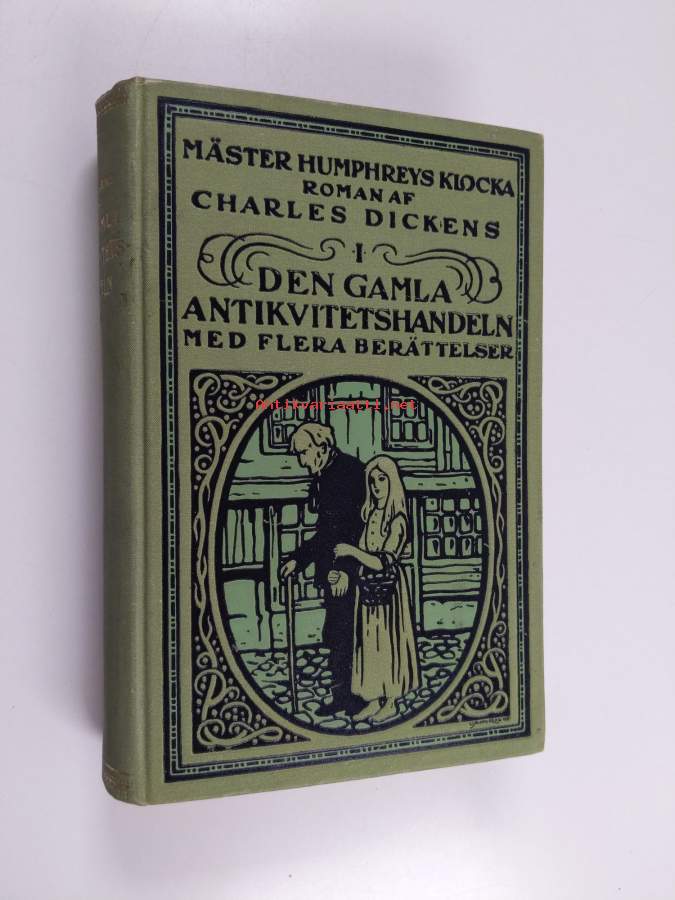 MÄSTER HUMPHREYS KLOCKA
ROMAN AF
CHARLES DICKENS
I
DEN GAMLA
ANTIKVITETSHANDELN
MED FLERA BERÄTTELSER
Antikvariaatti.net